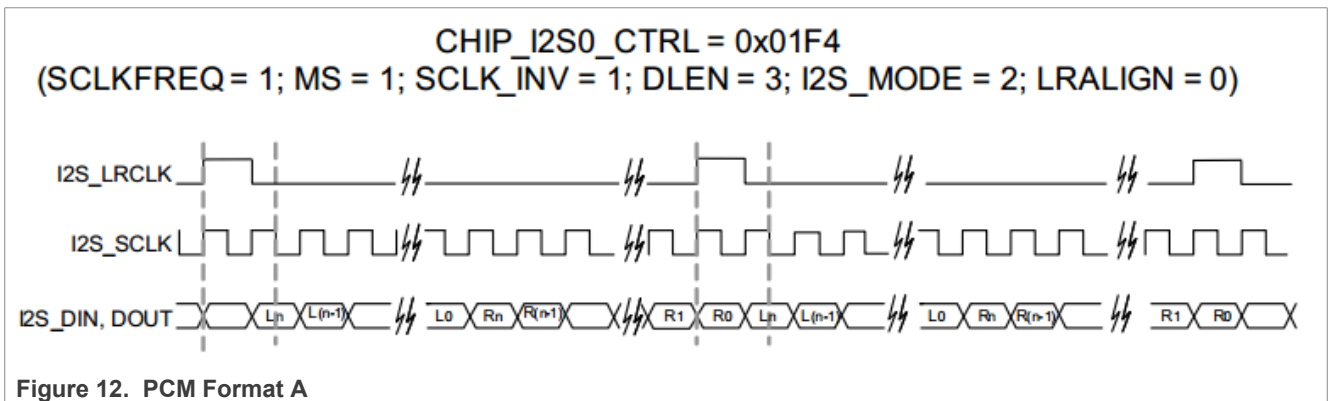 CHIP_I2S0_CTRL = 0x01F4
(SCLKFREQ = 1; MS = 1; SCLK_INV = 1; DLEN = 3; I2S_MODE = 2; LRALIGN = 0)
I2S_LRCLK
I2S_SCLK
I2S_DIN, DOUT Ln L(n-1) L0 Rn R(n-1) R1 R0 Ln L(n-1) L0 Rn R(n-1) R1 R0
Figure 12. PCM Format A